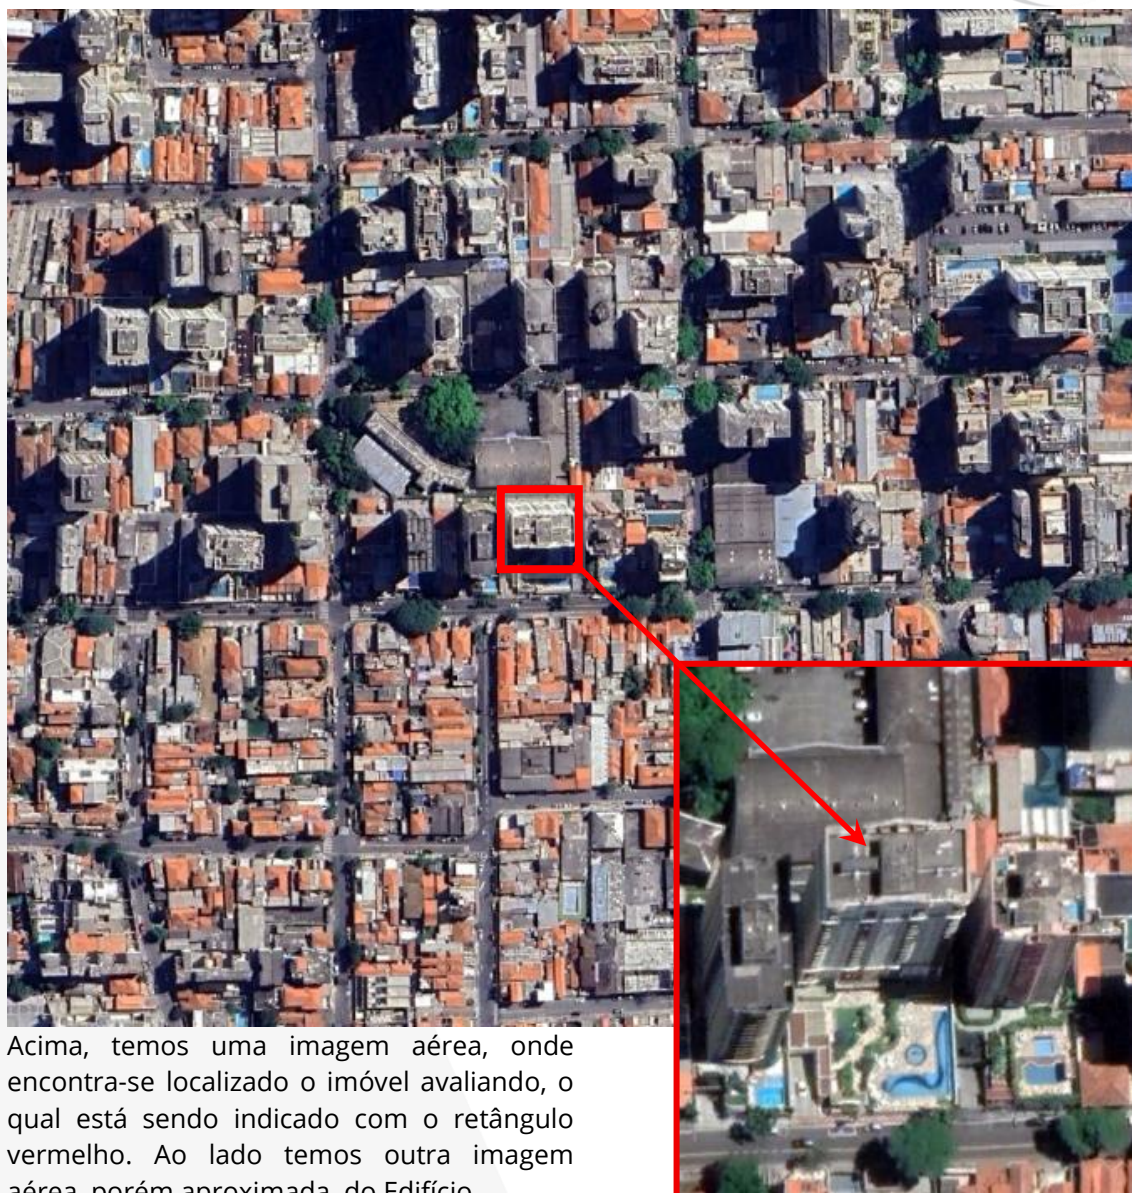 Acima, temos uma imagem aérea, onde
encontra-se localizado o imóvel avaliando, o
qual está sendo indicado com o retângulo
vermelho. Ao lado temos outra imagem
aérea, porém aproximada, do Edifício